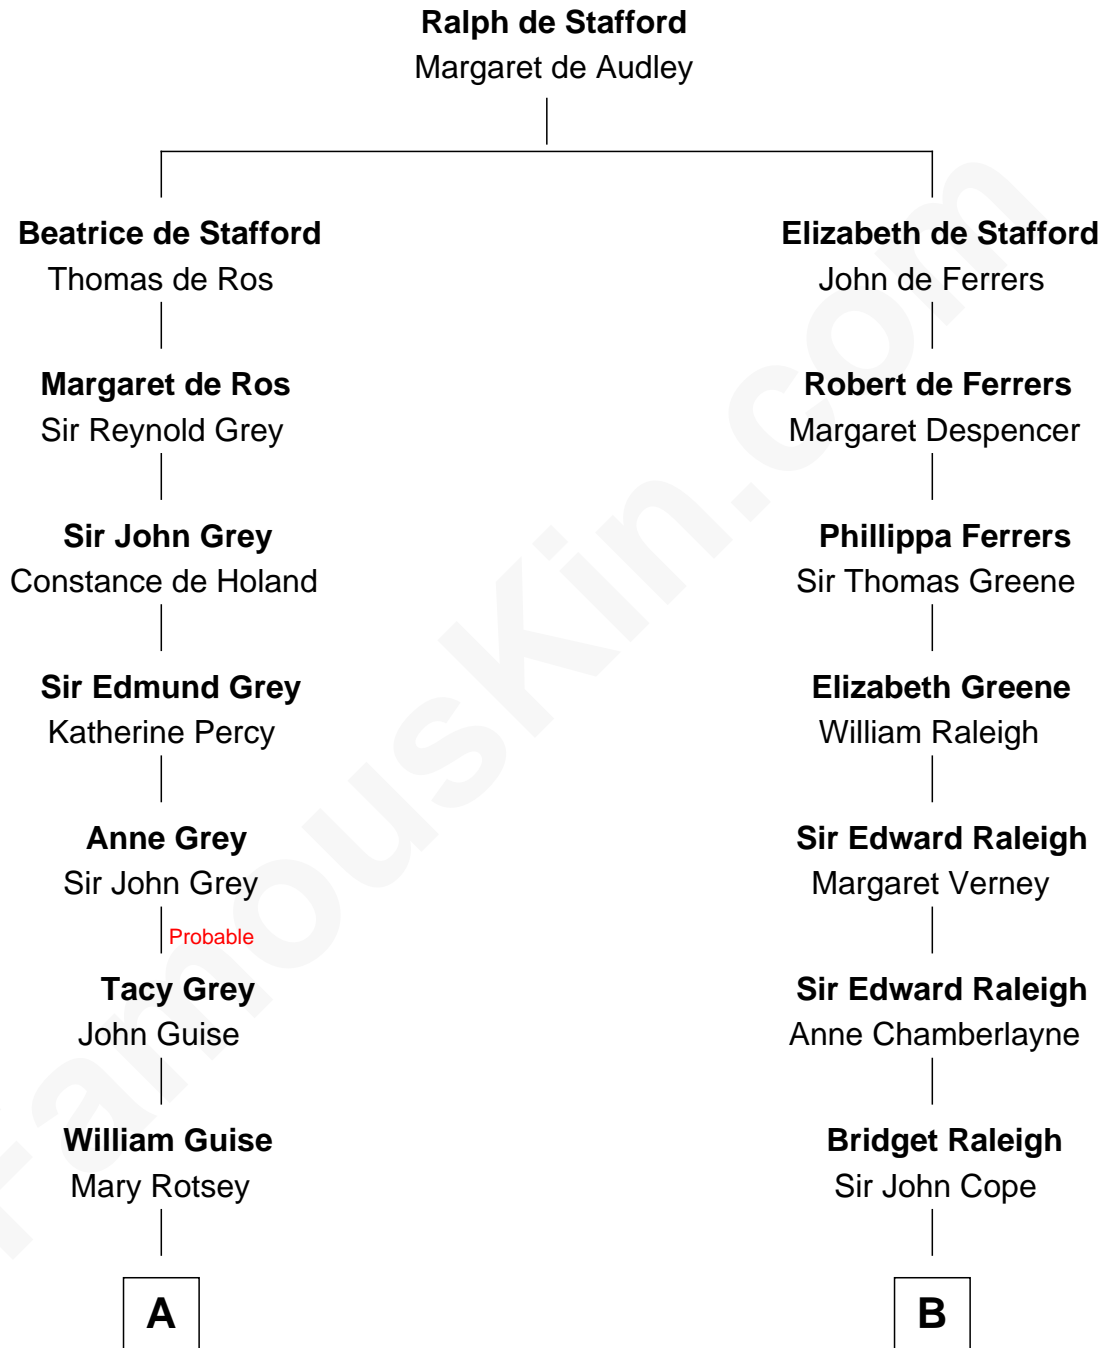 Ralph de Stafford
Margaret de Audley
Beatrice de Stafford
Thomas de Ros
Elizabeth de Stafford
John de Ferrers
Margaret de Ros
Sir Reynold Grey
Robert de Ferrers
Margaret Despencer
Sir John Grey
Constance de Holand
Phillippa Ferrers
Sir Thomas Greene
Sir Edmund Grey
Katherine Percy
Elizabeth Greene
William Raleigh
Anne Grey
Sir John Grey
Sir Edward Raleigh
Margaret Verney
Probable
Tacy Grey
John Guise
Sir Edward Raleigh
Anne Chamberlayne
William Guise
Mary Rotsey
Bridget Raleigh
Sir John Cope
A
B
FamousKin.com